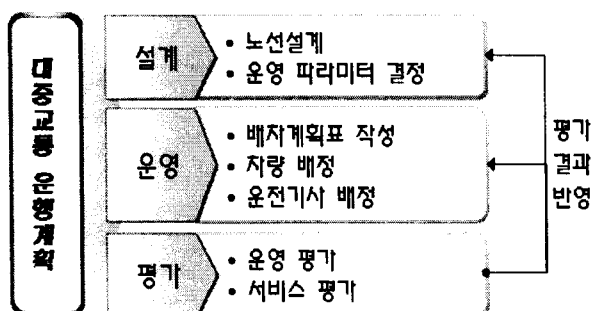 대중교통 운행계획
설계
• 노선설계
• 운영 파라미터 결정
운영
• 배차계획표 작성
• 차량 배정
• 운전기사 배정
평가
• 운영 평가
• 서비스 평가
평가
결과
반영